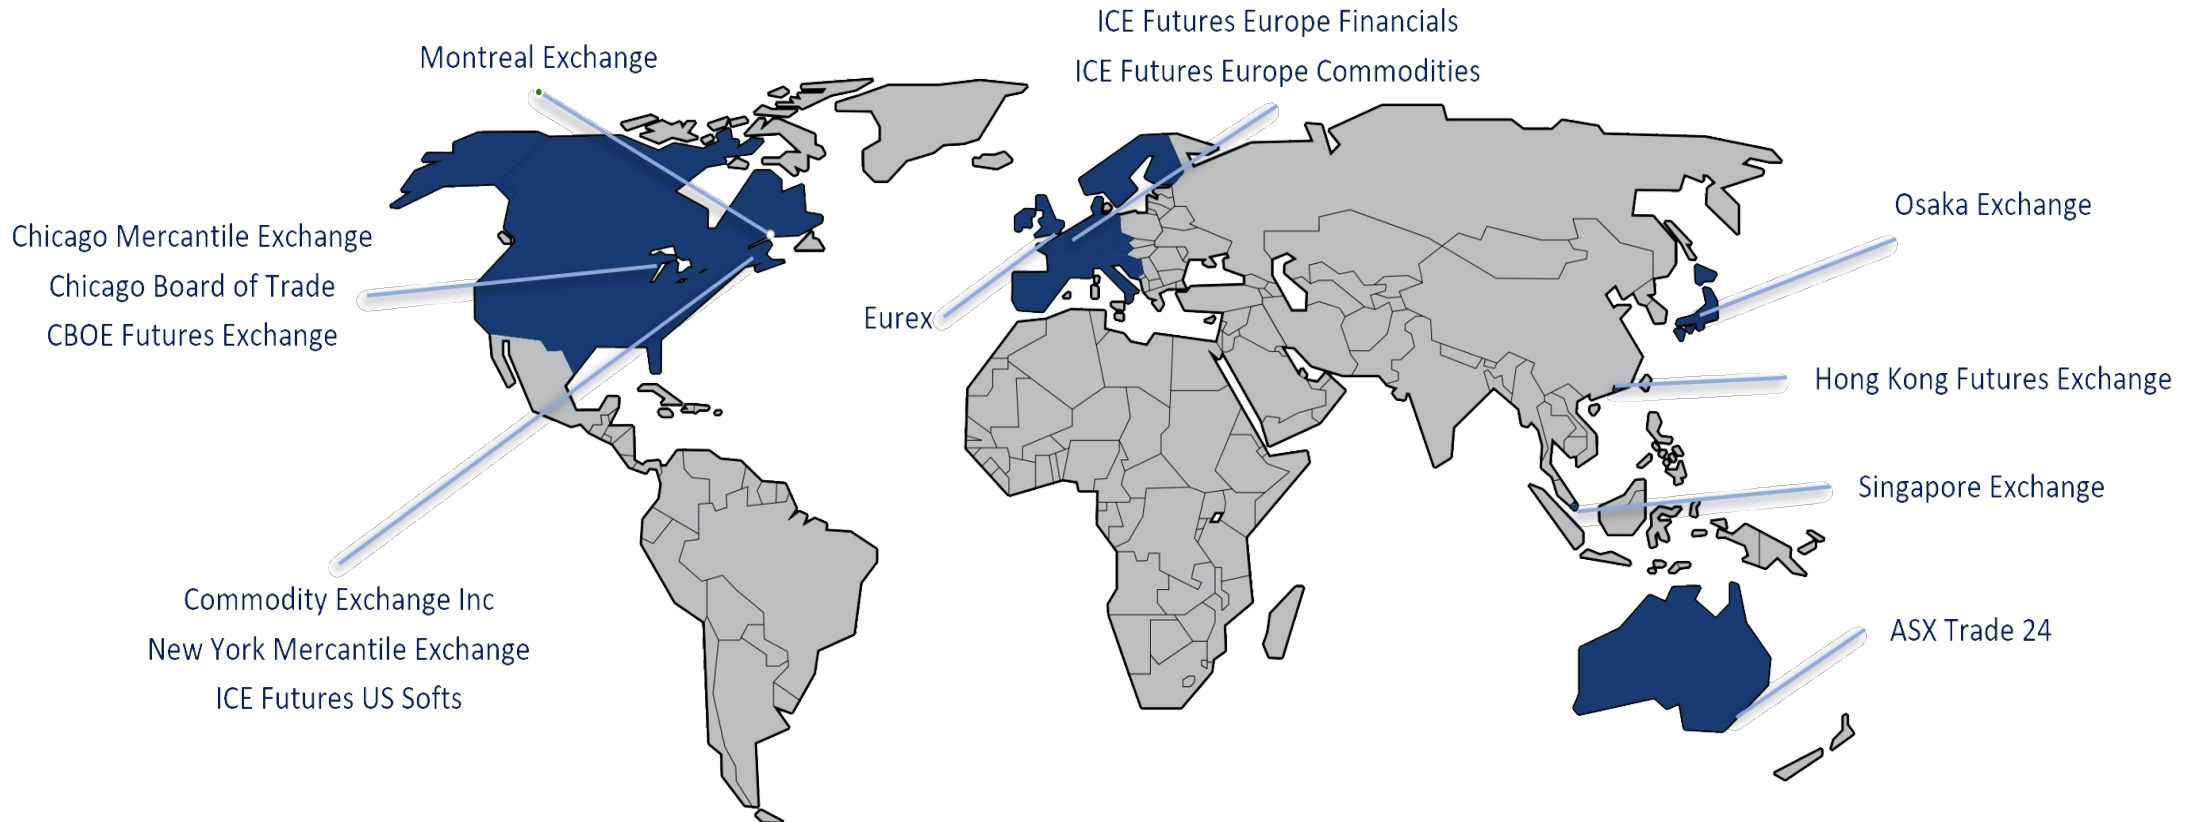 ICE Futures Europe Financials
ICE Futures Europe Commodities
Montreal Exchange
Osaka Exchange
Chicago Mercantile Exchange
Chicago Board of Trade
CBOE Futures Exchange
Eurex
Hong Kong Futures Exchange
Singapore Exchange
Commodity Exchange Inc
New York Mercantile Exchange
ICE Futures US Softs
ASX Trade 24